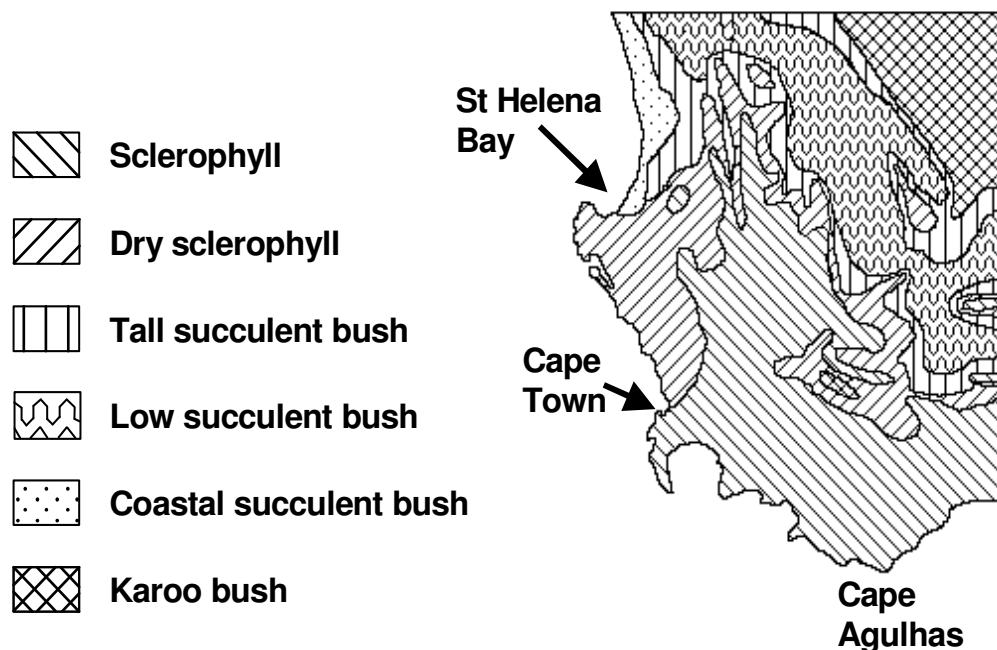 St Helena
Bay
Sclerophyll
Dry sclerophyll
Tall succulent bush
Cape
Town
Low succulent bush
Coastal succulent bush
Karoo bush
Cape
Agulhas